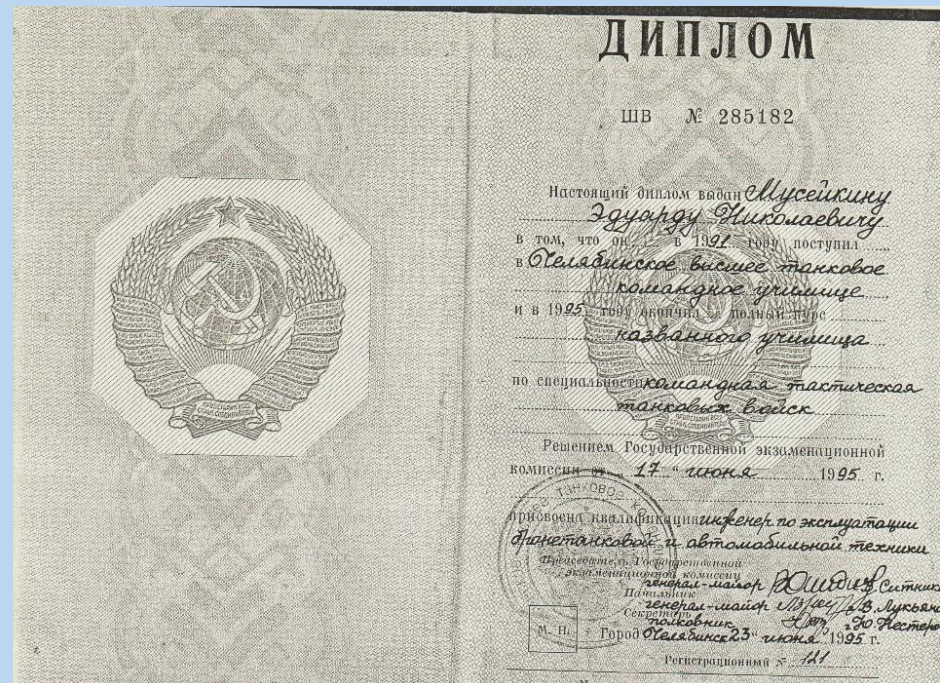 ДИПЛОМ
ШВ № 285182
Настоящий диплом выдан Мусейкину
Эдуарду Николаевичу
в том, что он в 1991 году поступил
в Челябинское высшее танковое
командное училище
и в 1995 году окончил полный курс
названного училища
по специальности командная тактическая
танковых войск
Решением Государственной экзаменационной
комиссии от „17" июня 1995 г.
присвоена квалификация инженер по эксплуатации
бронетанковой и автомобильной техники
Председатель Государственной
экзаменационной комиссии
генерал-майор Ситник
Начальник
генерал-майор В. Лукьян
Секретарь
полковник Ю. Нестеро
М. П.
Город Челябинск 23 " июня 1995 г.
Регистрационный № 121